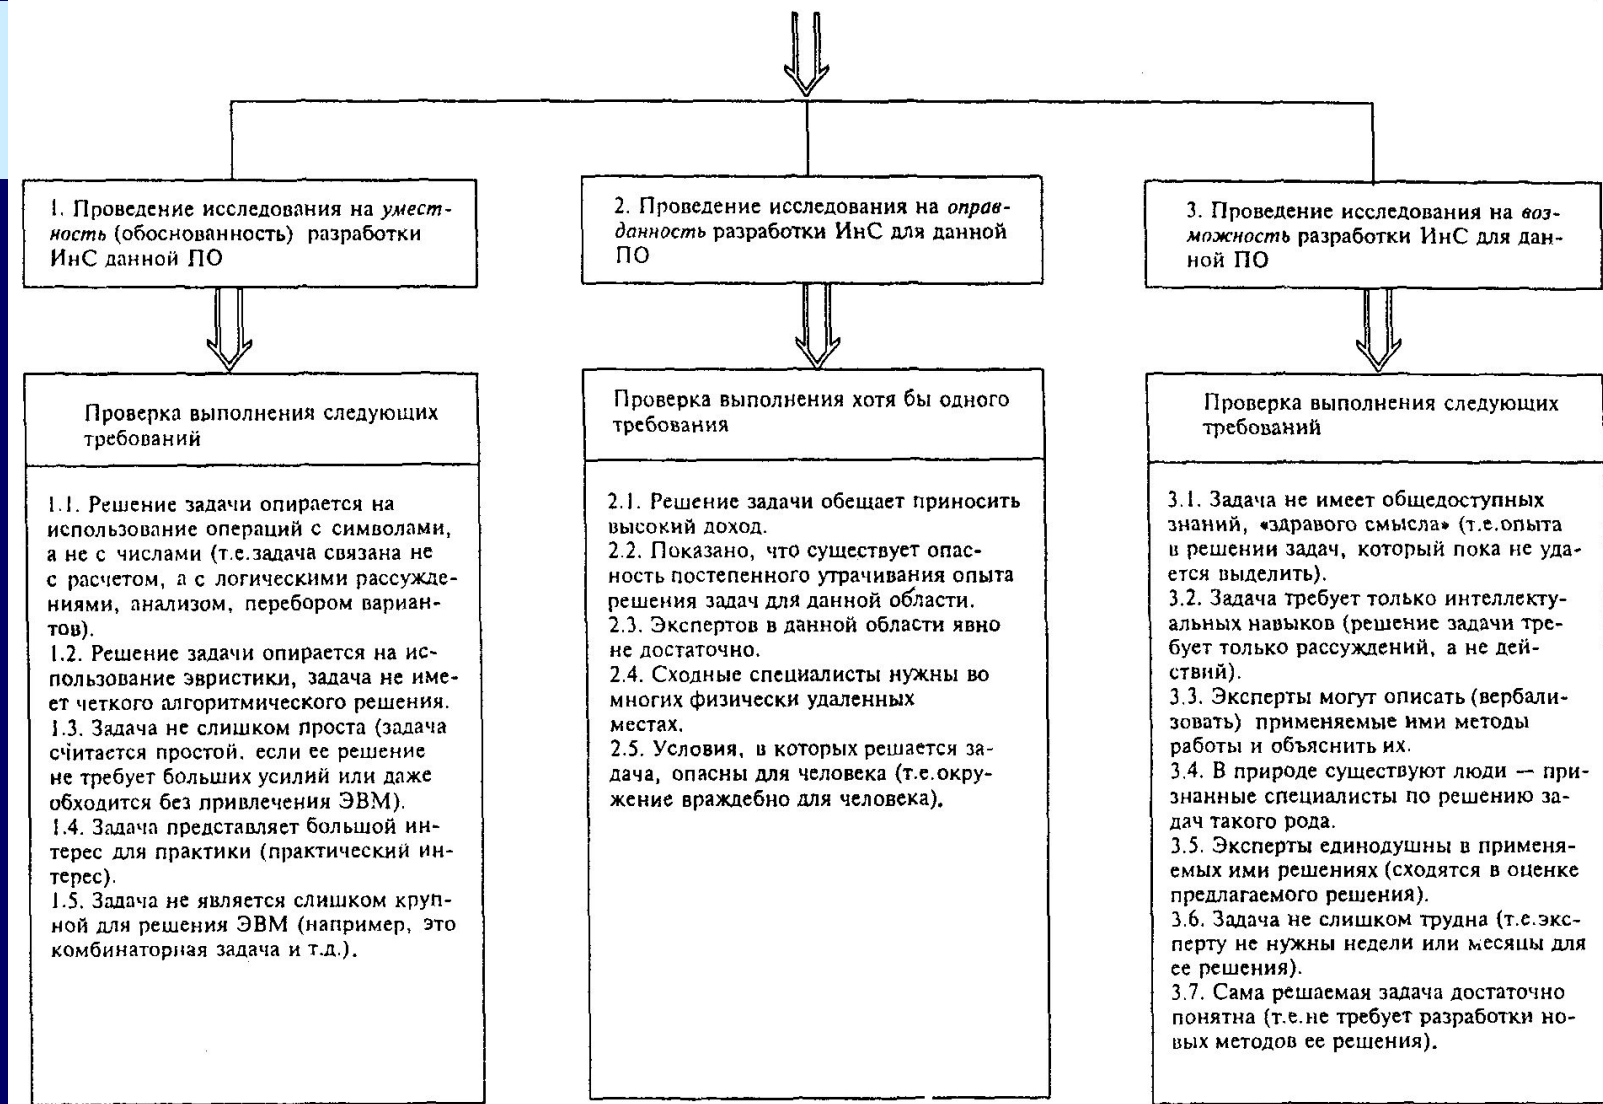 1. Проведение исследования на умест-
ность (обоснованность) разработки
ИнС данной ПО
Проверка выполнения следующих
требований
1.1. Решение задачи опирается на
использование операций с символами,
а не с числами (т.е.задача связана не
с расчетом, а с логическими рассужде-
ниями, анализом, перебором вариан-
тов).
1.2. Решение задачи опирается на ис-
пользование эвристики, задача не име-
ет четкого алгоритмического решения.
1.3. Задача не слишком проста (задача
считается простой, если ее решение
не требует больших усилий или даже
обходится без привлечения ЭВМ).
1.4. Задача представляет большой ин-
терес для практики (практический ин-
терес).
1.5. Задача не является слишком круп-
ной для решения ЭВМ (например, это
комбинаторная задача и т.д.).
2. Проведение исследования на оправ-
данность разработки ИнС для данной
ПО
Проверка выполнения хотя бы одного
требования
2.1. Решение задачи обещает приносить
высокий доход.
2.2. Показано, что существует опас-
ность постепенного утрачивания опыта
решения задач для данной области.
2.3. Экспертов в данной области явно
не достаточно.
2.4. Сходные специалисты нужны во
многих физически удаленных
местах.
2.5. Условия, в которых решается за-
дача, опасны для человека (т.е.окру-
жение враждебно для человека).
3. Проведение исследования на воз-
можность разработки ИнС для дан-
ной ПО
Проверка выполнения следующих
требований
3.1. Задача не имеет общедоступных
знаний, «здравого смысла» (т.е.опыта
в решении задач, который пока не уда-
ется выделить).
3.2. Задача требует только интеллекту-
альных навыков (решение задачи тре-
бует только рассуждений, а не дей-
ствий).
3.3. Эксперты могут описать (вербали-
зовать) применяемые ими методы
работы и объяснить их.
3.4. В природе существуют люди — при-
знанные специалисты по решению за-
дач такого рода.
3.5. Эксперты единодушны в применя-
емых ими решениях (сходятся в оценке
предлагаемого решения).
3.6. Задача не слишком трудна (т.е.экс-
перту не нужны недели или месяцы для
ее решения).
3.7. Сама решаемая задача достаточно
понятна (т.е.не требует разработки но-
вых методов ее решения).